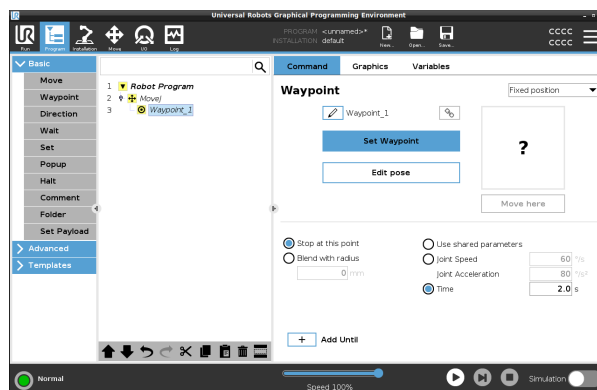 Universal Robots Graphical Programming Environment
Run
Program
Installation
Move
I/O
Log
PROGRAM <unnamed>*
INSTALLATION default
New...
Open...
Save...
cccc
cccc
Basic
Move
Waypoint
Direction
Wait
Set
Popup
Halt
Comment
Folder
Set Payload
Advanced
Templates
1 Robot Program
2 MoveJ
3 Waypoint_1
Command Graphics Variables
Waypoint
Fixed position
Waypoint_1
Set Waypoint
Edit pose
?
Move here
Stop at this point
Blend with radius
0 mm
Use shared parameters
Joint Speed 60 °/s
Joint Acceleration 80 °/s²
Time 2.0 s
+ Add Until
Normal
Speed 100%
Simulation